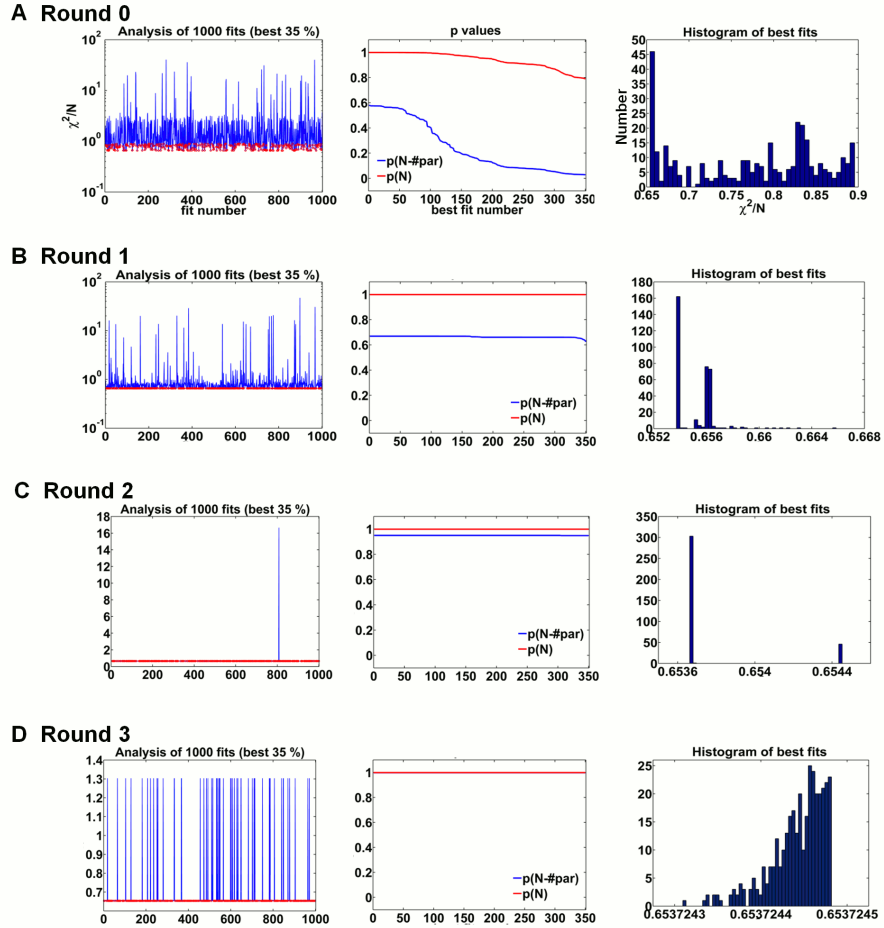 A Round 0
Analysis of 1000 fits (best 35 %)
10^2
10^1
10^0
10^-1
χ²/N
0 200 400 600 800 1000
fit number
p values
1
0.8
0.6
0.4
0.2
0
p(N-#par)
p(N)
0 50 100 150 200 250 300 350
best fit number
Histogram of best fits
50
45
40
35
30
25
20
15
10
5
0
Number
0.65 0.7 0.75 0.8 0.85 0.9
χ²/N
B Round 1
Analysis of 1000 fits (best 35 %)
10^2
10^1
10^0
10^-1
0 200 400 600 800 1000
1
0.8
0.6
0.4
0.2
0
p(N-#par)
p(N)
0 50 100 150 200 250 300 350
Histogram of best fits
180
160
140
120
100
80
60
40
20
0
0.652 0.656 0.66 0.664 0.668
C Round 2
Analysis of 1000 fits (best 35 %)
18
16
14
12
10
8
6
4
2
0
0 200 400 600 800 1000
1
0.8
0.6
0.4
0.2
0
p(N-#par)
p(N)
0 50 100 150 200 250 300 350
Histogram of best fits
350
300
250
200
150
100
50
0
0.6536 0.654 0.6544
D Round 3
Analysis of 1000 fits (best 35 %)
1.4
1.3
1.2
1.1
1
0.9
0.8
0.7
0 200 400 600 800 1000
1
0.8
0.6
0.4
0.2
0
p(N-#par)
p(N)
0 50 100 150 200 250 300 350
Histogram of best fits
25
20
15
10
5
0
0.6537243 0.6537244 0.6537245